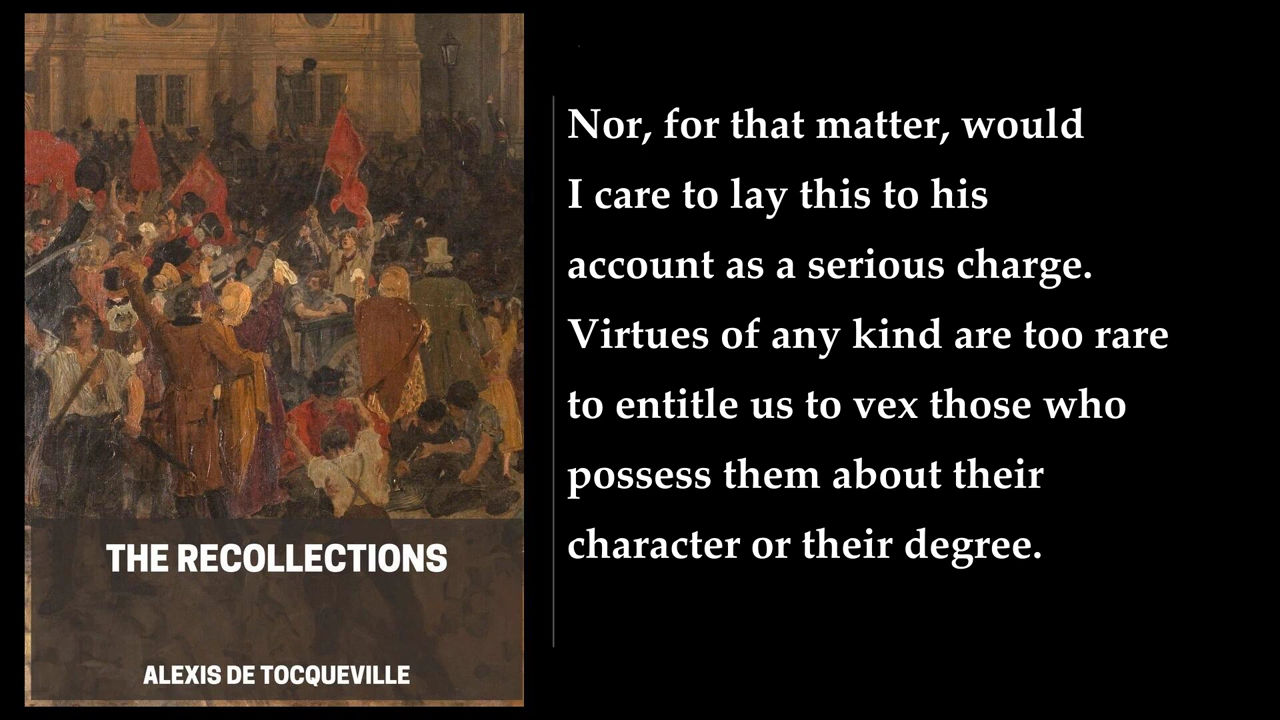 THE RECOLLECTIONS
ALEXIS DE TOCQUEVILLE
Nor, for that matter, would
I care to lay this to his
account as a serious charge.
Virtues of any kind are too rare
to entitle us to vex those who
possess them about their
character or their degree.